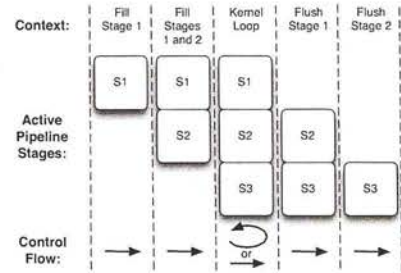 Context:
Fill
Stage 1
Fill
Stages
1 and 2
Kernel
Loop
Flush
Stage 1
Flush
Stage 2
Active
Pipeline
Stages:
S1
S1
S1
S2
S2
S2
S3
S3
S3
Control
Flow:
or